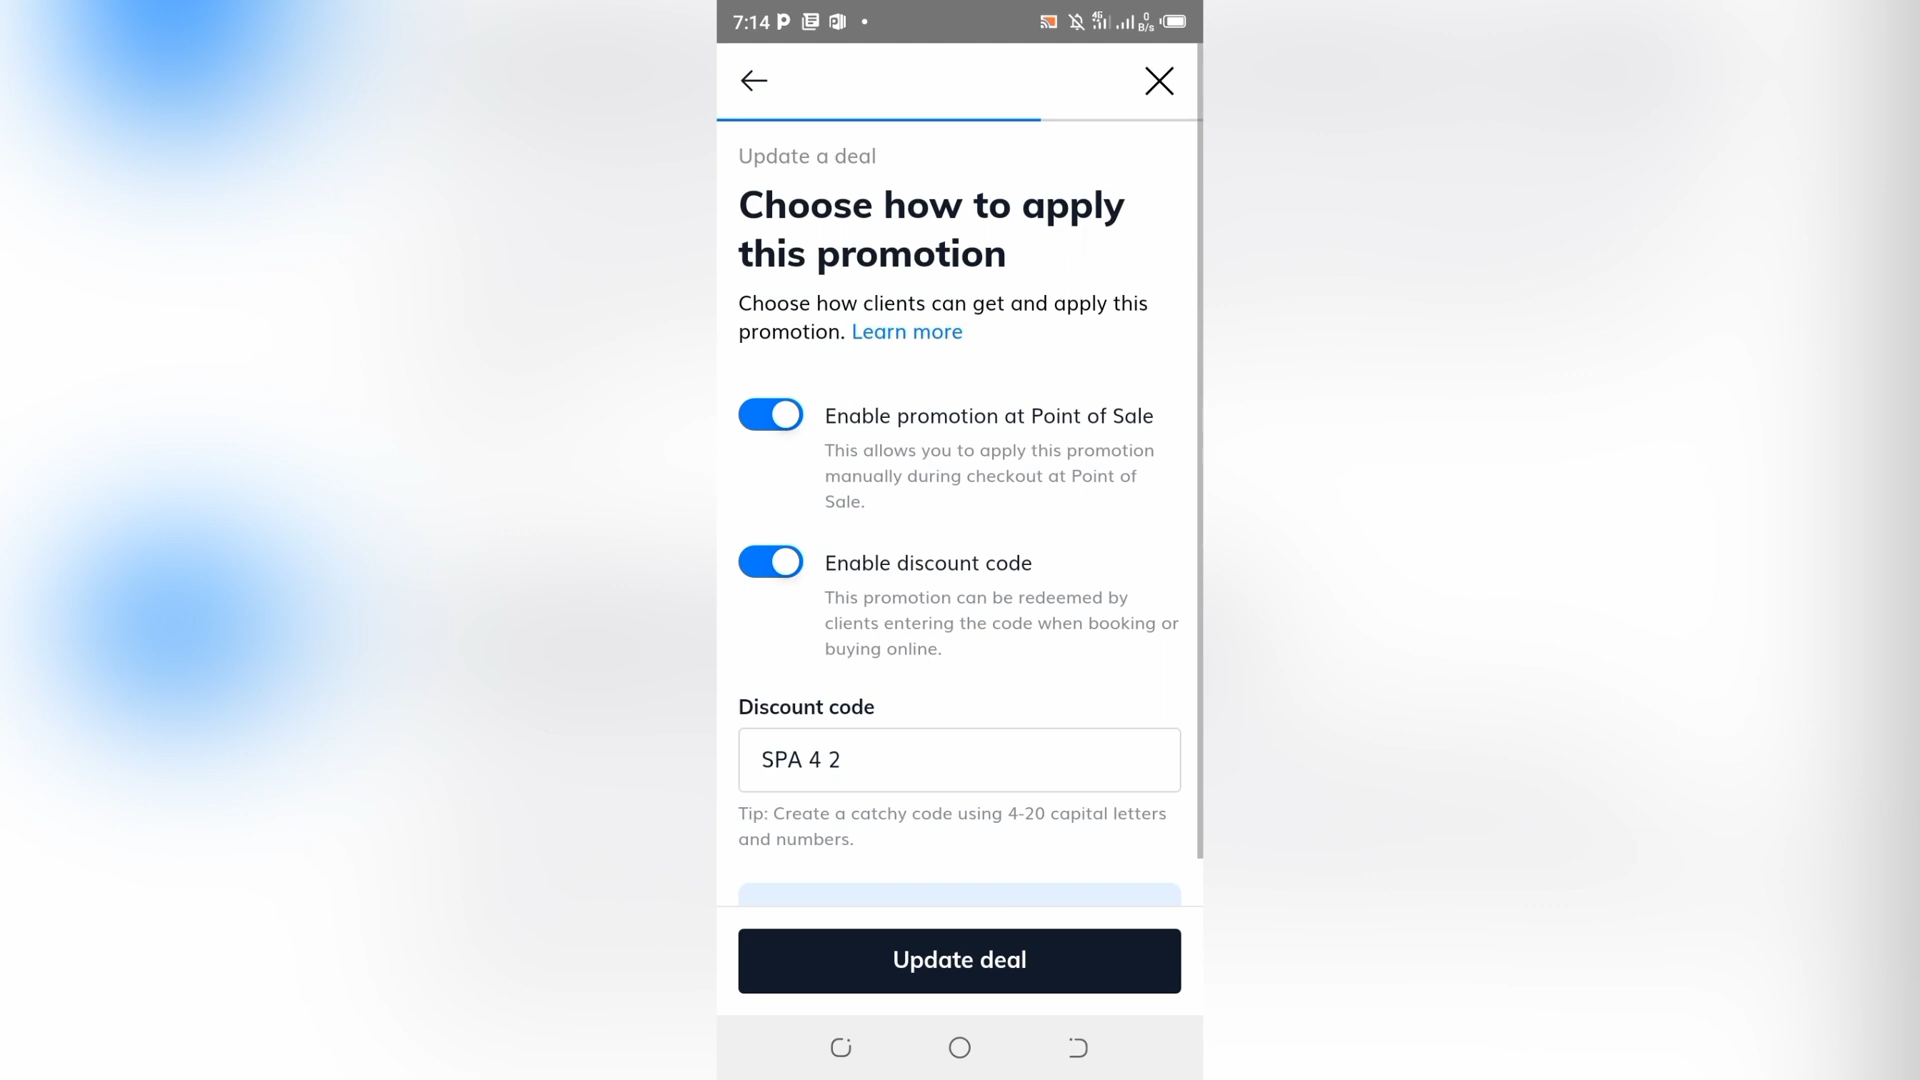 7:14
4G
0
B/s
Update a deal
Choose how to apply
this promotion
Choose how clients can get and apply this
promotion. Learn more
Enable promotion at Point of Sale
This allows you to apply this promotion
manually during checkout at Point of
Sale.
Enable discount code
This promotion can be redeemed by
clients entering the code when booking or
buying online.
Discount code
SPA 4 2
Tip: Create a catchy code using 4-20 capital letters
and numbers.
Update deal